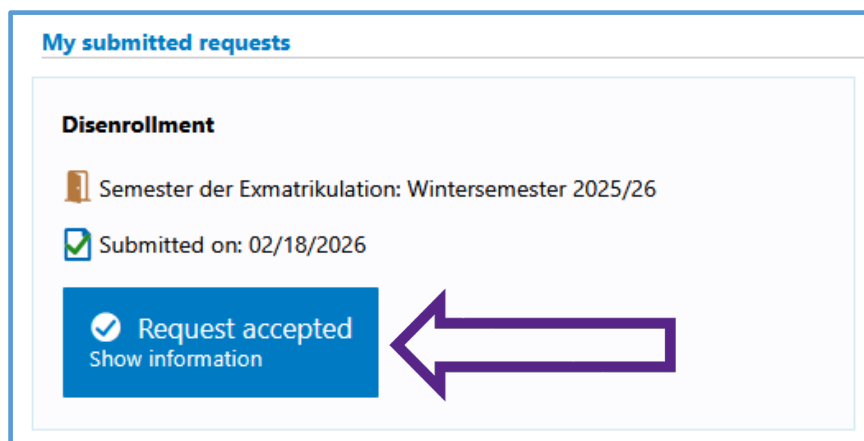 My submitted requests
Disenrollment
Semester der Exmatrikulation: Wintersemester 2025/26
Submitted on: 02/18/2026
Request accepted
Show information